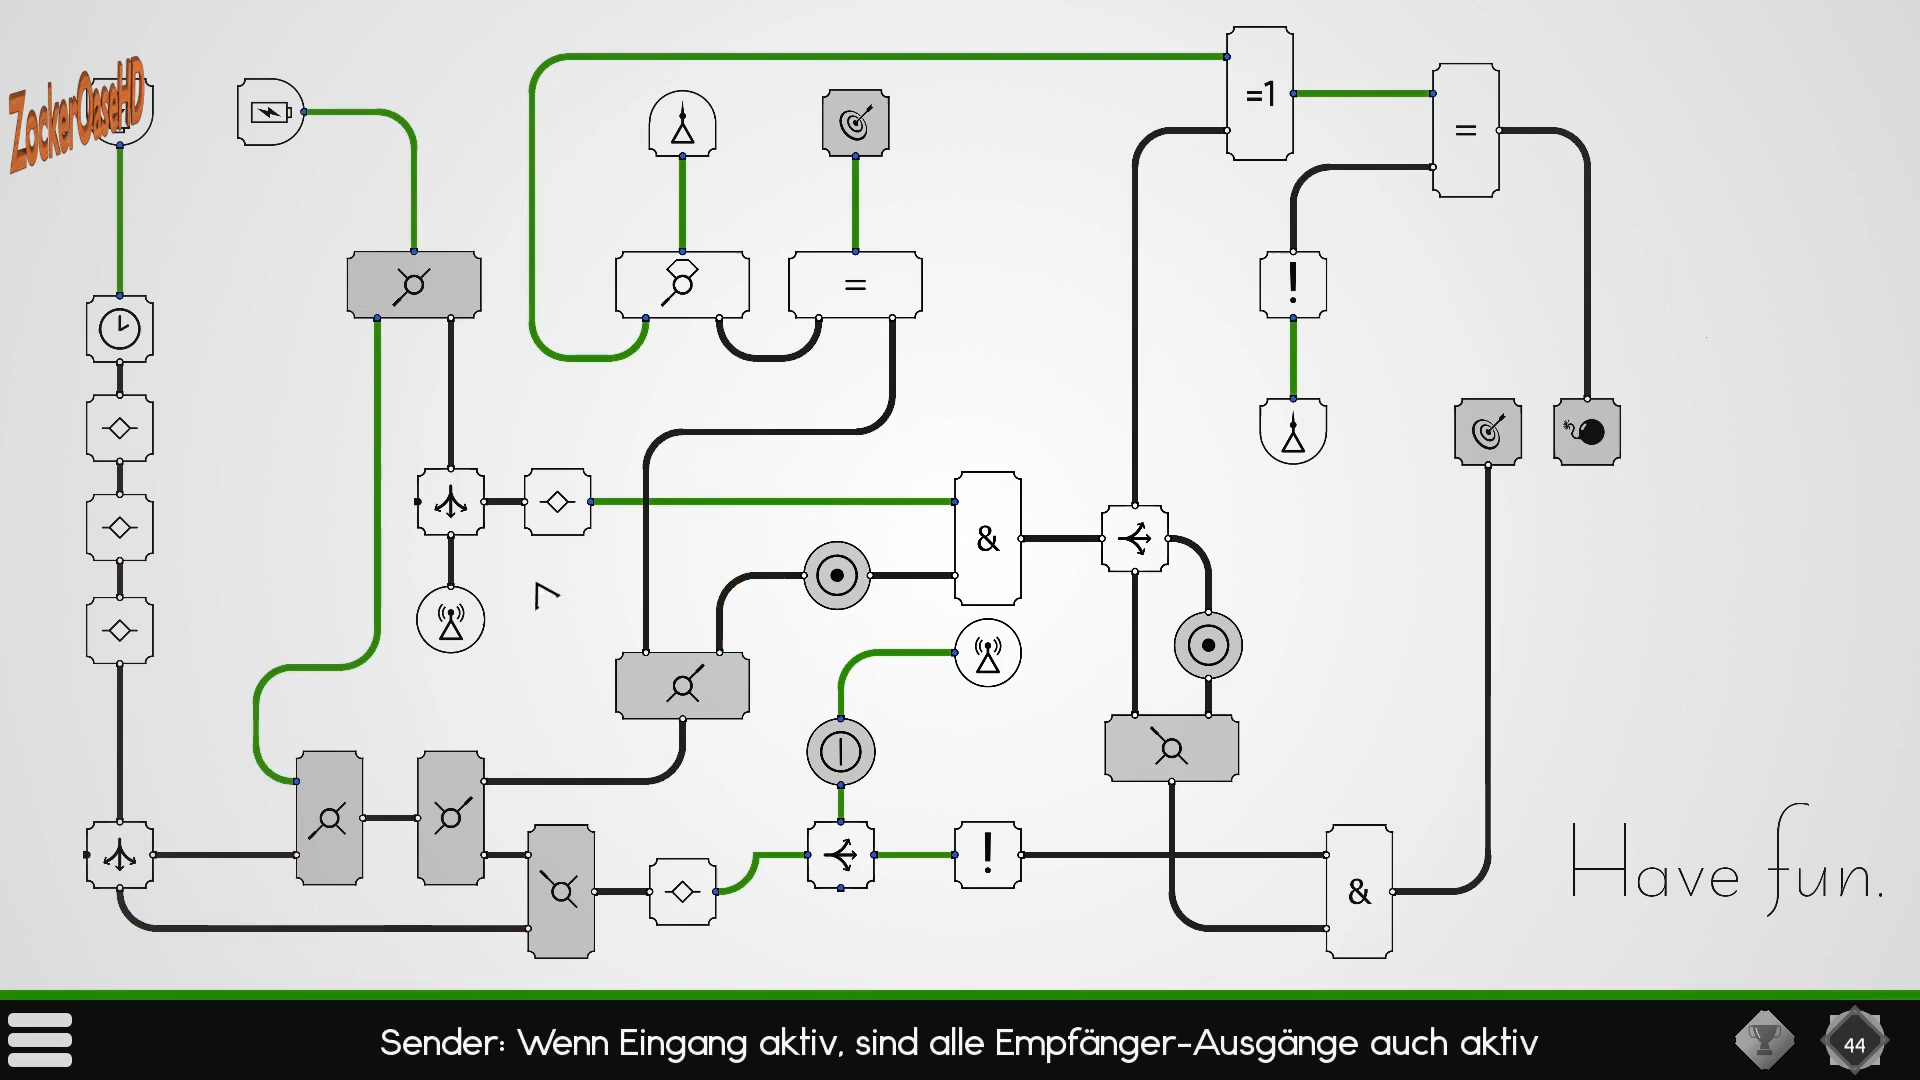 ZockerOaseHD
=1
=
=
!
&
!
&
Have fun.
Sender: Wenn Eingang aktiv, sind alle Empfänger-Ausgänge auch aktiv
44